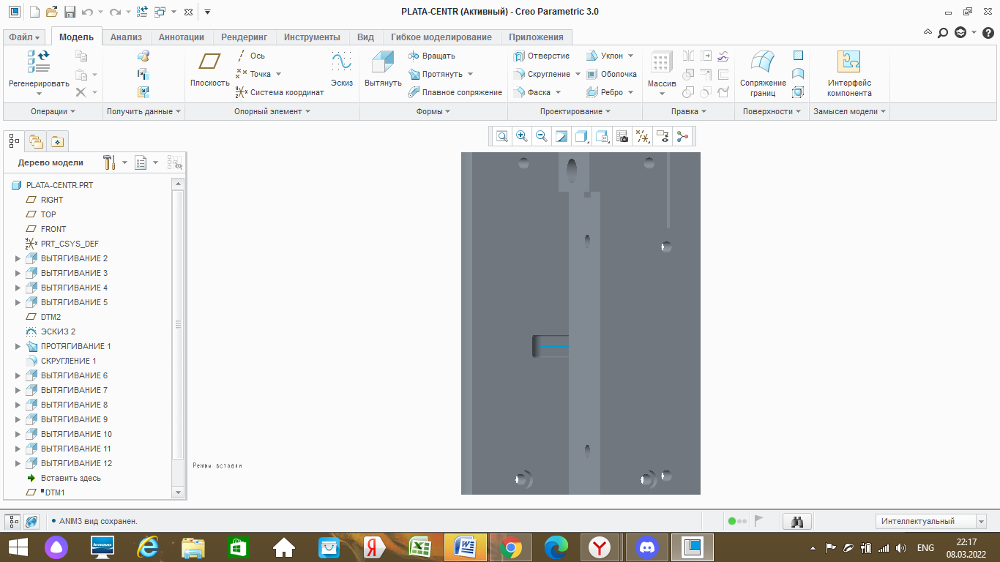 PLATA-CENTR (Активный) - Creo Parametric 3.0
Файл Модель Анализ Аннотации Рендеринг Инструменты Вид Гибкое моделирование Приложения
Регенерировать
Операции
Получить данные
Плоскость
Ось
Точка
Система координат
Эскиз
Опорный элемент
Вытянуть
Вращать
Протянуть
Плавное сопряжение
Формы
Отверстие
Скругление
Фаска
Уклон
Оболочка
Ребро
Проектирование
Массив
Правка
Сопряжение
границ
Поверхности
Интерфейс
компонента
Замысел модели
Дерево модели
PLATA-CENTR.PRT
RIGHT
TOP
FRONT
PRT_CSYS_DEF
ВЫТЯГИВАНИЕ 2
ВЫТЯГИВАНИЕ 3
ВЫТЯГИВАНИЕ 4
ВЫТЯГИВАНИЕ 5
DTM2
ЭСКИЗ 2
ПРОТЯГИВАНИЕ 1
СКРУГЛЕНИЕ 1
ВЫТЯГИВАНИЕ 6
ВЫТЯГИВАНИЕ 7
ВЫТЯГИВАНИЕ 8
ВЫТЯГИВАНИЕ 9
ВЫТЯГИВАНИЕ 10
ВЫТЯГИВАНИЕ 11
ВЫТЯГИВАНИЕ 12
Вставить здесь
DTM1
Режим вставки
ANIM3 вид сохранен.
Интеллектуальный
lenovo
Я
ENG
22:17
08.03.2022